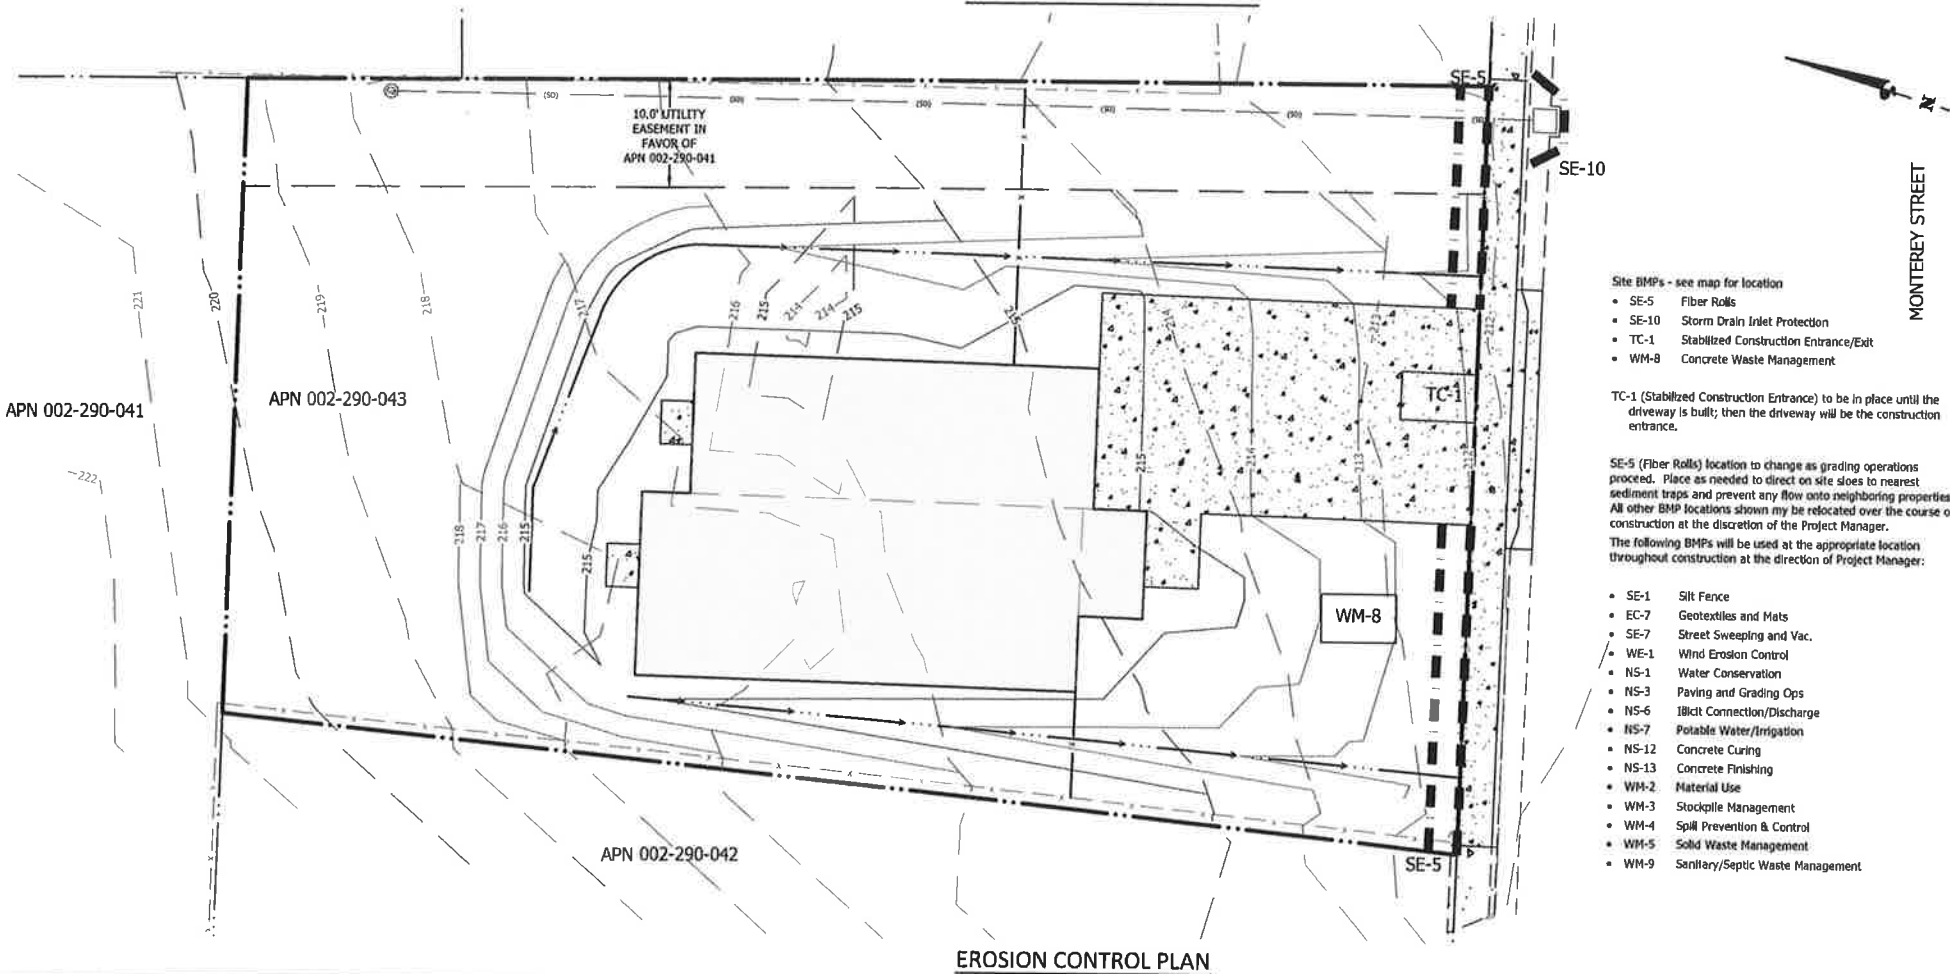 SE-5
(SD)
(SD)
(SD)
(SD)
(SD)
(SD)
10.0' UTILITY
EASEMENT IN
FAVOR OF
APN 002-290-041
N
SE-10
MONTEREY STREET
221
220
219
218
217
216
215
214
214
215
215
214
212
212
APN 002-290-041
APN 002-290-043
TC-1
222
218
217
216
215
215
215
214
213
212
WM-8
APN 002-290-042
SE-5
Site BMPs - see map for location
• SE-5 Fiber Rolls
• SE-10 Storm Drain Inlet Protection
• TC-1 Stabilized Construction Entrance/Exit
• WM-8 Concrete Waste Management
TC-1 (Stabilized Construction Entrance) to be in place until the
driveway is built; then the driveway will be the construction
entrance.
SE-5 (Fiber Rolls) location to change as grading operations
proceed. Place as needed to direct on site sloes to nearest
sediment traps and prevent any flow onto neighboring properties
All other BMP locations shown my be relocated over the course o
construction at the discretion of the Project Manager.
The following BMPs will be used at the appropriate location
throughout construction at the direction of Project Manager:
• SE-1 Silt Fence
• EC-7 Geotextiles and Mats
• SE-7 Street Sweeping and Vac.
• WE-1 Wind Erosion Control
• NS-1 Water Conservation
• NS-3 Paving and Grading Ops
• NS-6 Illicit Connection/Discharge
• NS-7 Potable Water/Irrigation
• NS-12 Concrete Curing
• NS-13 Concrete Finishing
• WM-2 Material Use
• WM-3 Stockpile Management
• WM-4 Spill Prevention & Control
• WM-5 Solid Waste Management
• WM-9 Sanitary/Septic Waste Management
EROSION CONTROL PLAN